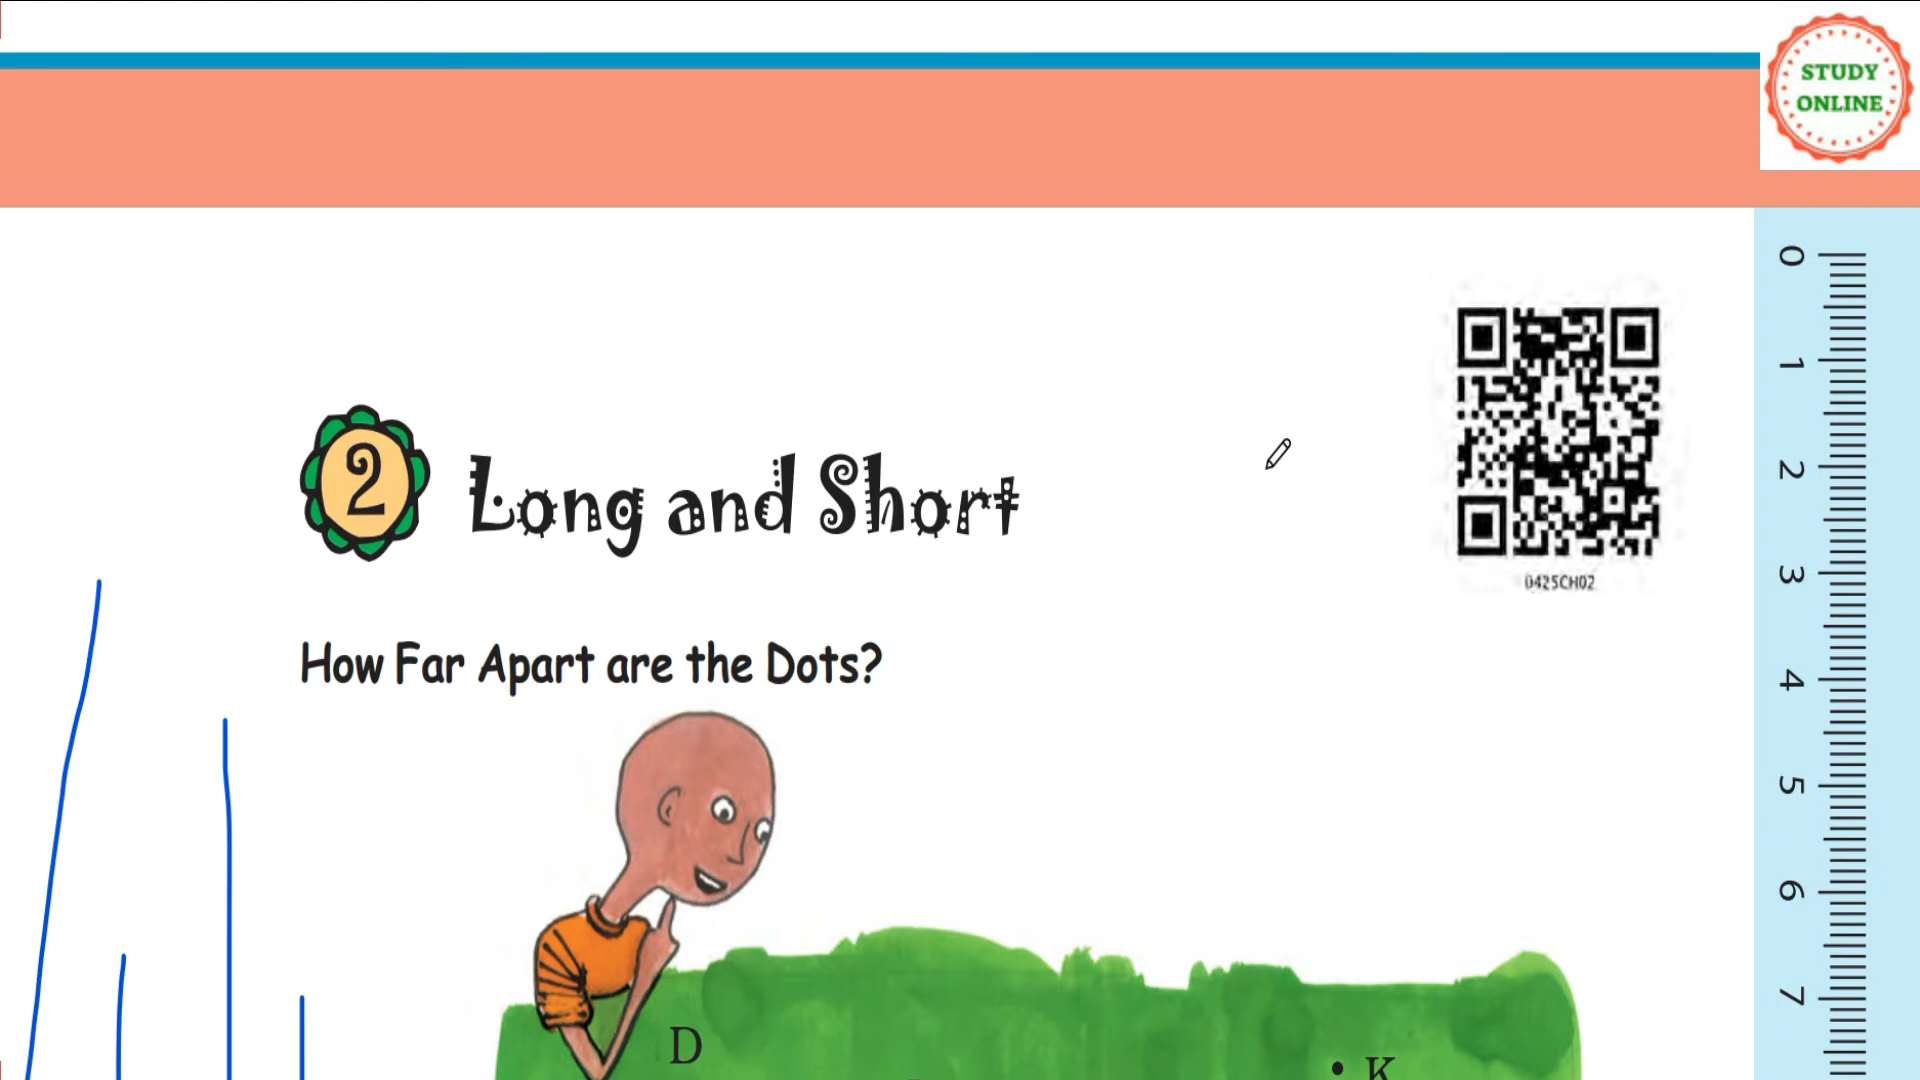 STUDY
ONLINE
0
1
2
3
4
5
6
7
2 Long and Short
0425CH02
How Far Apart are the Dots?
D
K